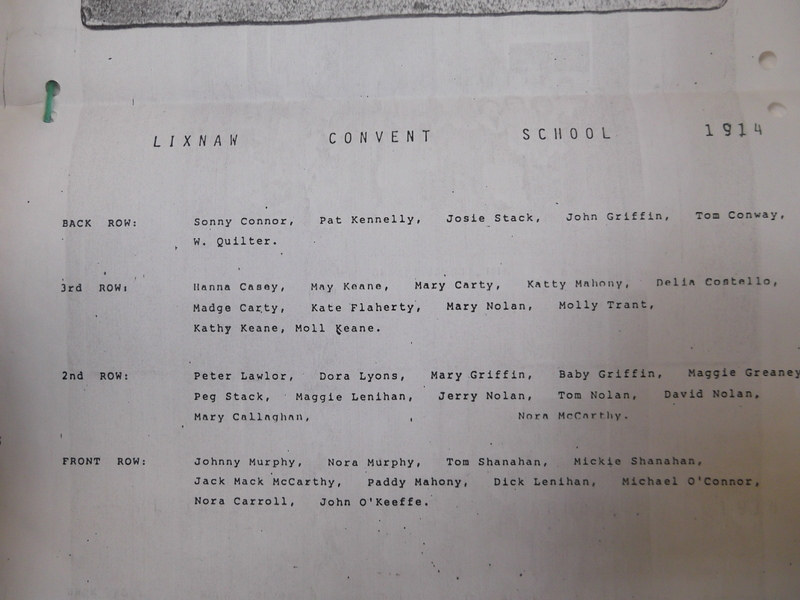 LIXNAW CONVENT SCHOOL 1914
BACK ROW: Sonny Connor, Pat Kennelly, Josie Stack, John Griffin, Tom Conway,
W. Quilter.
3rd ROW: Hanna Casey, May Keane, Mary Carty, Katty Mahony, Delia Costello,
Madge Carty, Kate Flaherty, Mary Nolan, Molly Trant,
Kathy Keane, Moll Keane.
2nd ROW: Peter Lawlor, Dora Lyons, Mary Griffin, Baby Griffin, Maggie Greaney
Peg Stack, Maggie Lenihan, Jerry Nolan, Tom Nolan, David Nolan,
Mary Callaghan, , Nora McCarthy.
FRONT ROW: Johnny Murphy, Nora Murphy, Tom Shanahan, Mickie Shanahan,
Jack Mack McCarthy, Paddy Mahony, Dick Lenihan, Michael O'Connor,
Nora Carroll, John O'Keeffe.